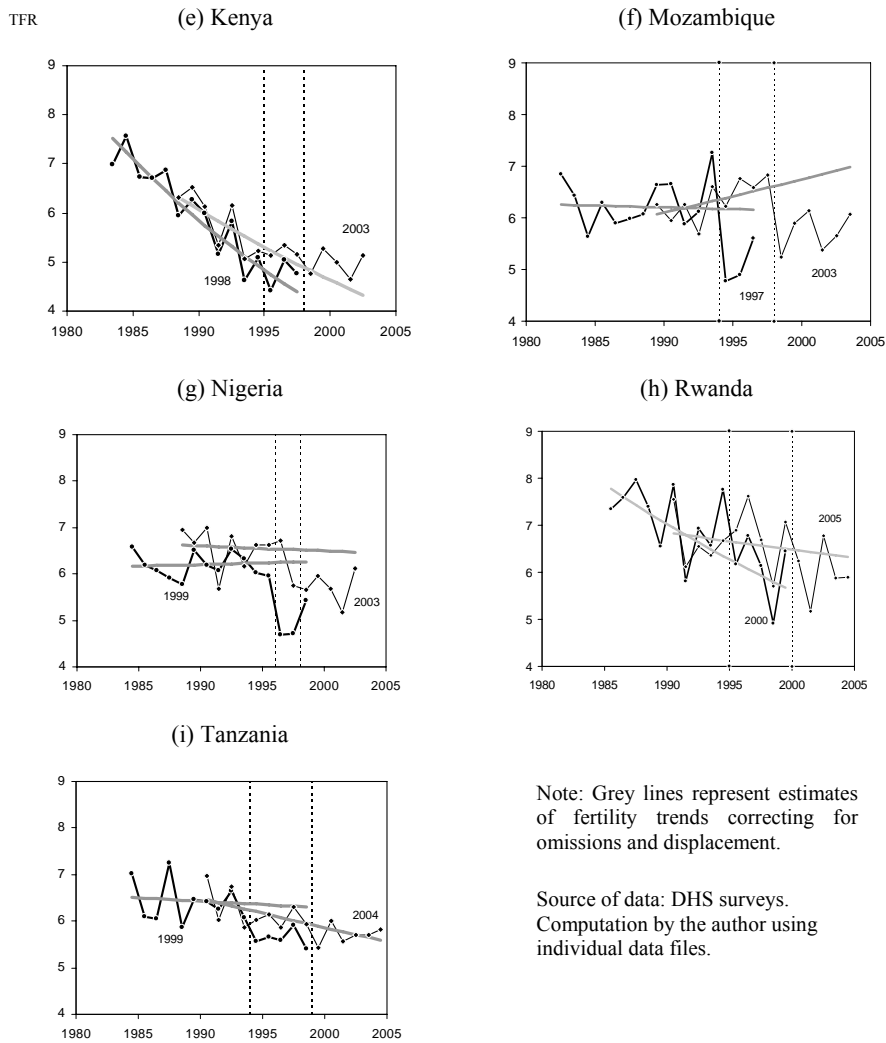 TFR
(e) Kenya
9
8
7
6
5
4
1980 1985 1990 1995 2000 2005
1998
2003
(f) Mozambique
9
8
7
6
5
4
1980 1985 1990 1995 2000 2005
1997
2003
(g) Nigeria
9
8
7
6
5
4
1980 1985 1990 1995 2000 2005
1999
2003
(h) Rwanda
9
8
7
6
5
4
1980 1985 1990 1995 2000 2005
2005
2000
(i) Tanzania
9
8
7
6
5
4
1980 1985 1990 1995 2000 2005
1999
2004
Note: Grey lines represent estimates
of fertility trends correcting for
omissions and displacement.
Source of data: DHS surveys.
Computation by the author using
individual data files.